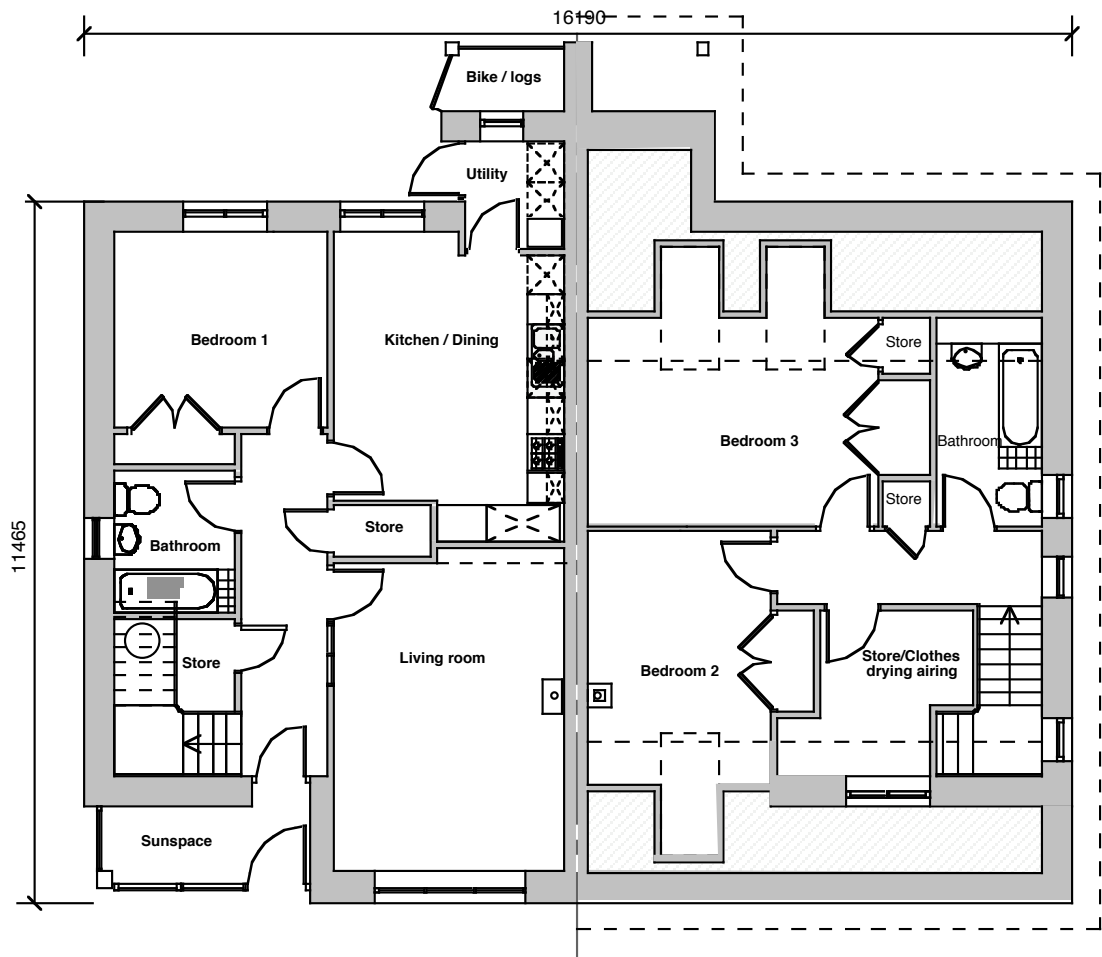 16190
Bike / logs
Utility
Bedroom 1
Kitchen / Dining
Store
Bedroom 3
Bathroom
Store
11465
Store
Bathroom
Living room
Store
Bedroom 2
Store/Clothes
drying airing
Sunspace